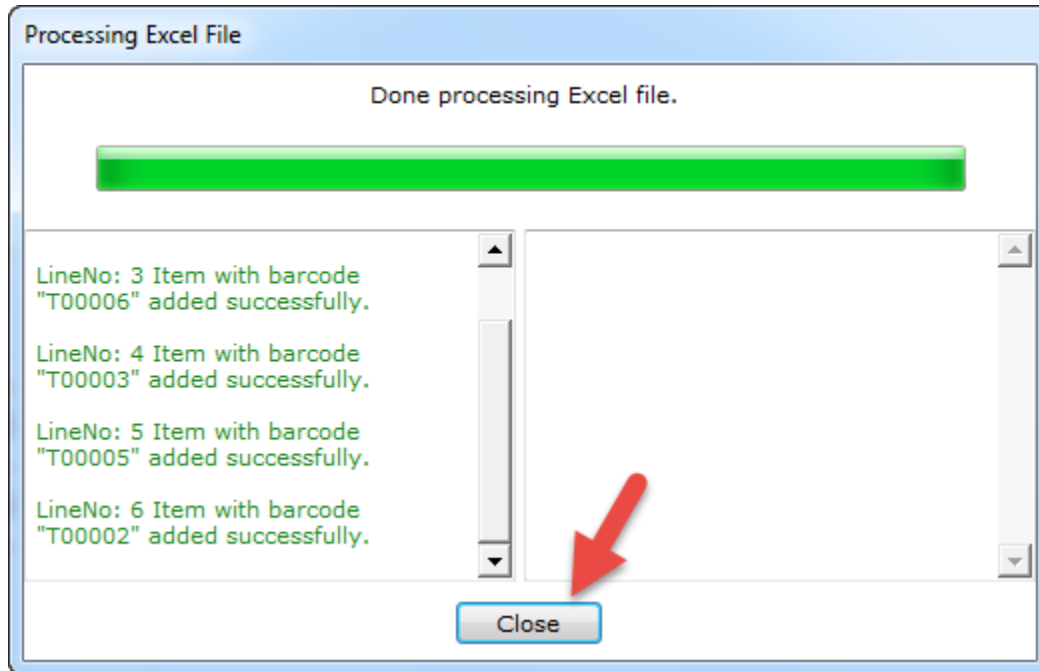 Processing Excel File
Done processing Excel file.
LineNo: 3 Item with barcode
"T00006" added successfully.
LineNo: 4 Item with barcode
"T00003" added successfully.
LineNo: 5 Item with barcode
"T00005" added successfully.
LineNo: 6 Item with barcode
"T00002" added successfully.
Close